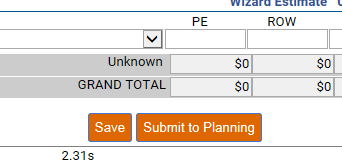 Wizard Estimate
PE ROW
Unknown $0 $0
GRAND TOTAL $0 $0
Save Submit to Planning
2.31s